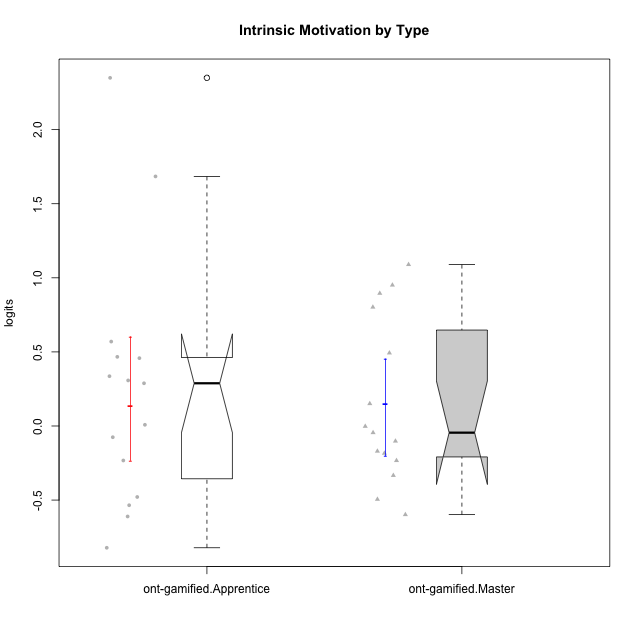 Intrinsic Motivation by Type
logits
2.0
1.5
1.0
0.5
0.0
-0.5
ont-gamified.Apprentice
ont-gamified.Master